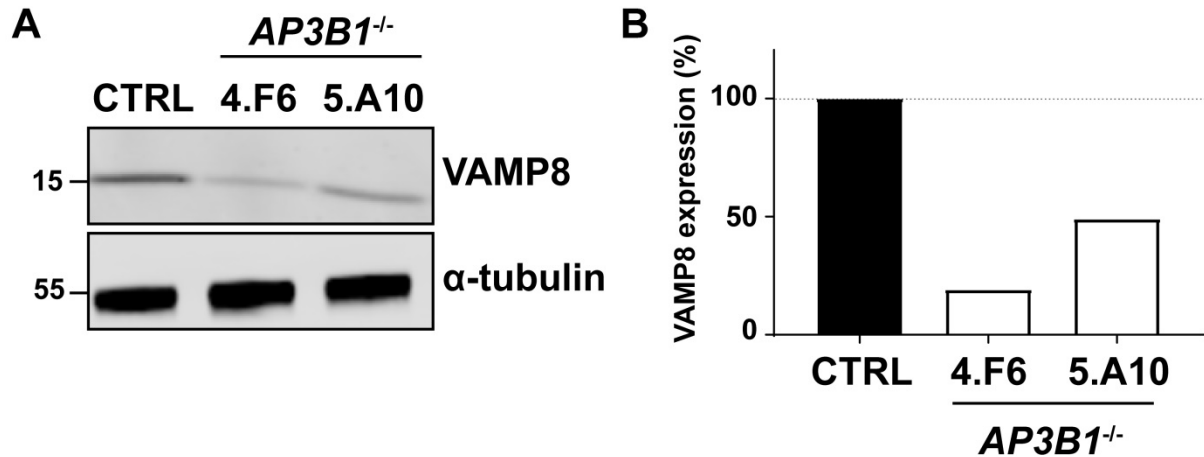 A
AP3B1-/-
CTRL 4.F6 5.A10
15 VAMP8
55 α-tubulin
B
VAMP8 expression (%)
100
50
0
CTRL 4.F6 5.A10
AP3B1-/-